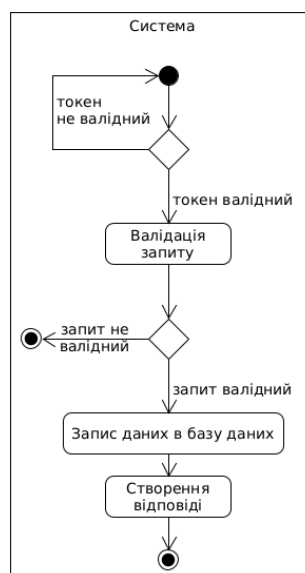 Система
токен
не валідний
токен валідний
Валідація
запиту
запит не
валідний
запит валідний
Запис даних в базу даних
Створення
відповіді